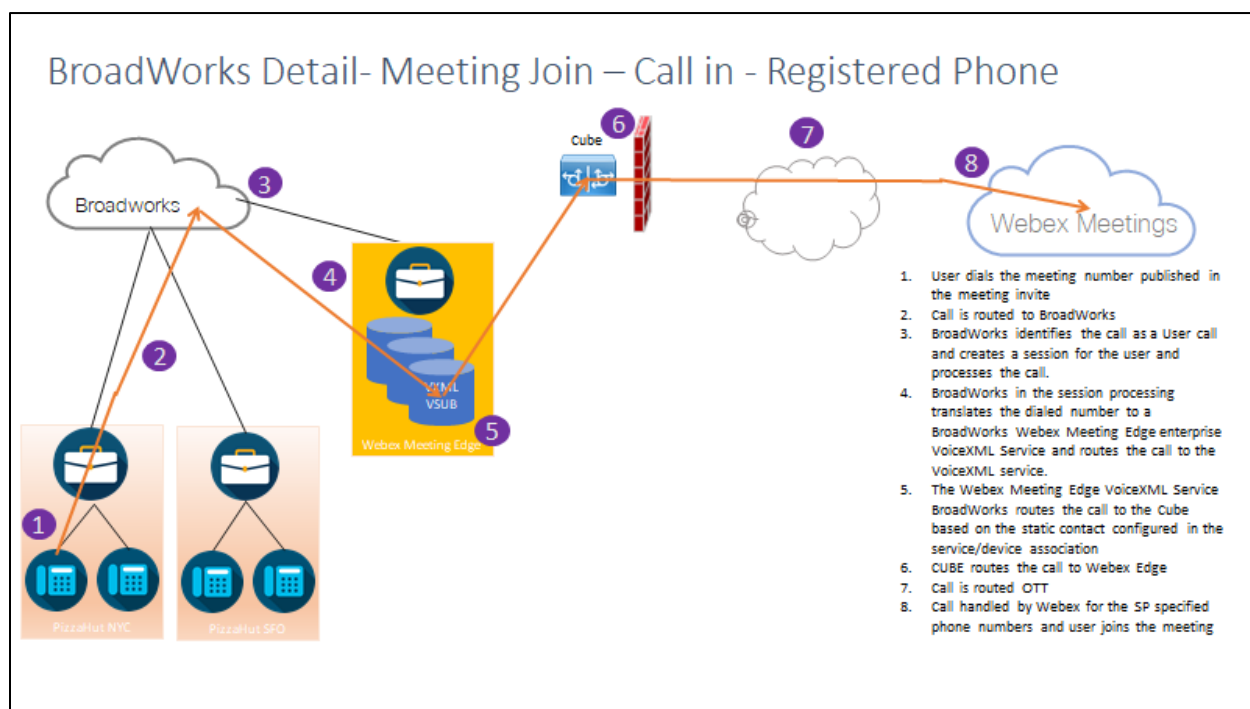 BroadWorks Detail- Meeting Join – Call in - Registered Phone
6
7
Cube
8
3
Broadworks
Webex Meetings
4
1. User dials the meeting number published in
the meeting invite
2. Call is routed to BroadWorks
3. BroadWorks identifies the call as a User call
and creates a session for the user and
processes the call.
4. BroadWorks in the session processing
translates the dialed number to a
BroadWorks Webex Meeting Edge enterprise
VoiceXML Service and routes the call to the
VoiceXML service.
5. The Webex Meeting Edge VoiceXML Service
BroadWorks routes the call to the Cube
based on the static contact configured in the
service/device association
6. CUBE routes the call to Webex Edge
7. Call is routed OTT
8. Call handled by Webex for the SP specified
phone numbers and user joins the meeting
2
VXML
VSUB
5
Webex Meeting Edge
1
PizzaHut NYC
PizzaHut SFO